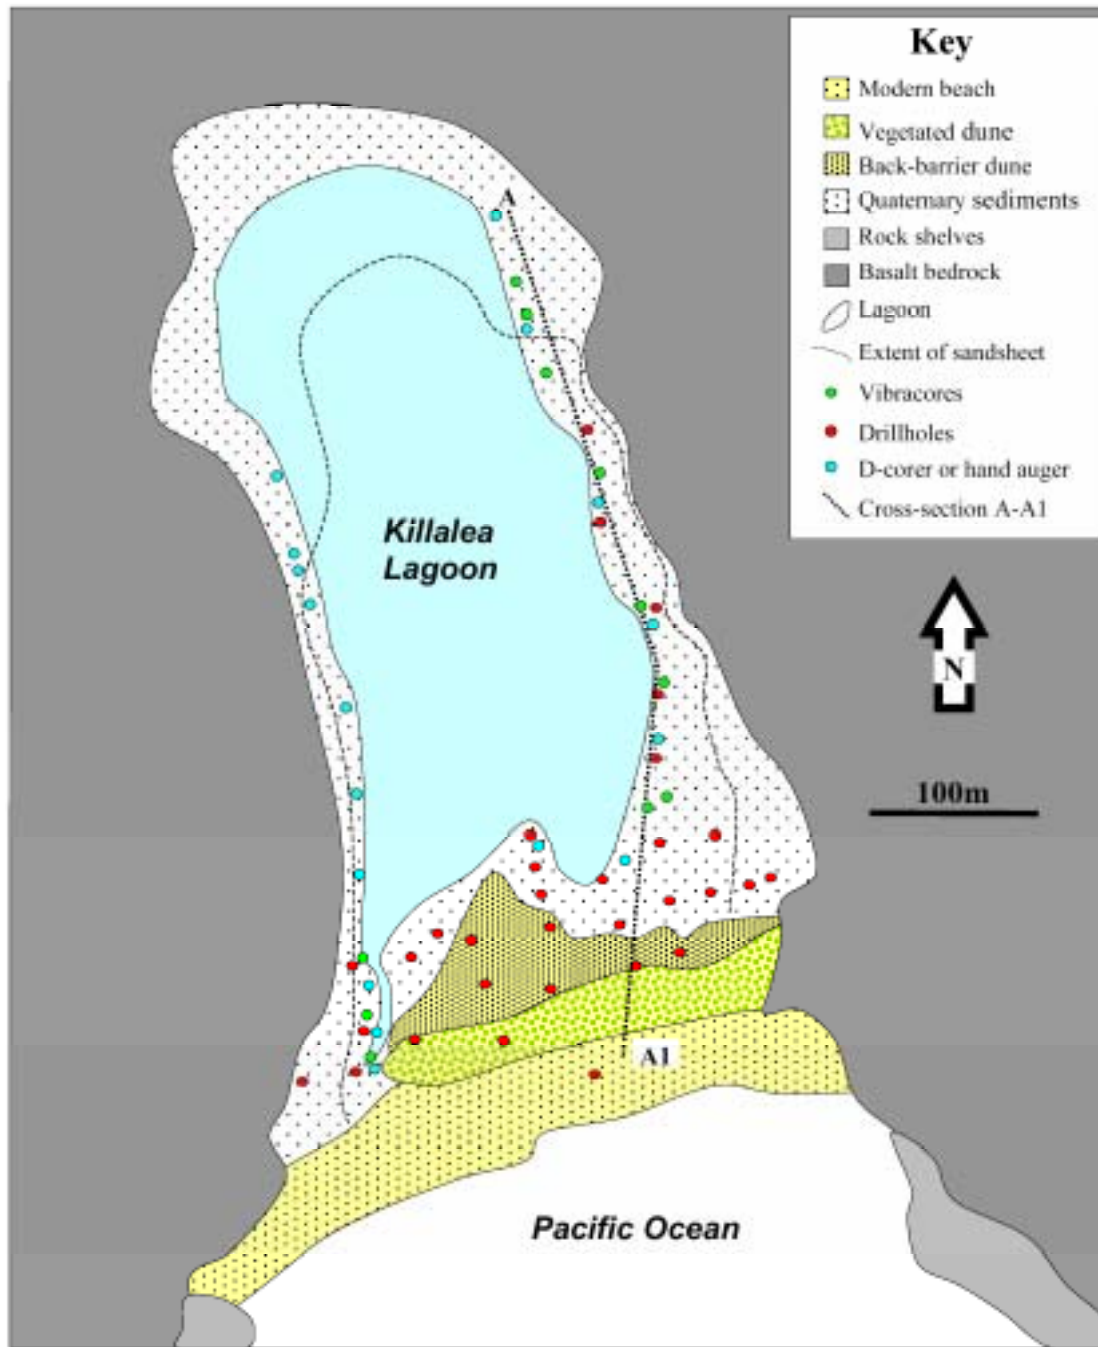 Key
Modern beach
Vegetated dune
Back-barrier dune
Quaternary sediments
Rock shelves
Basalt bedrock
Lagoon
Extent of sandsheet
Vibracores
Drillholes
D-corer or hand auger
Cross-section A-A1
A
Killalea
Lagoon
N
100m
A1
Pacific Ocean